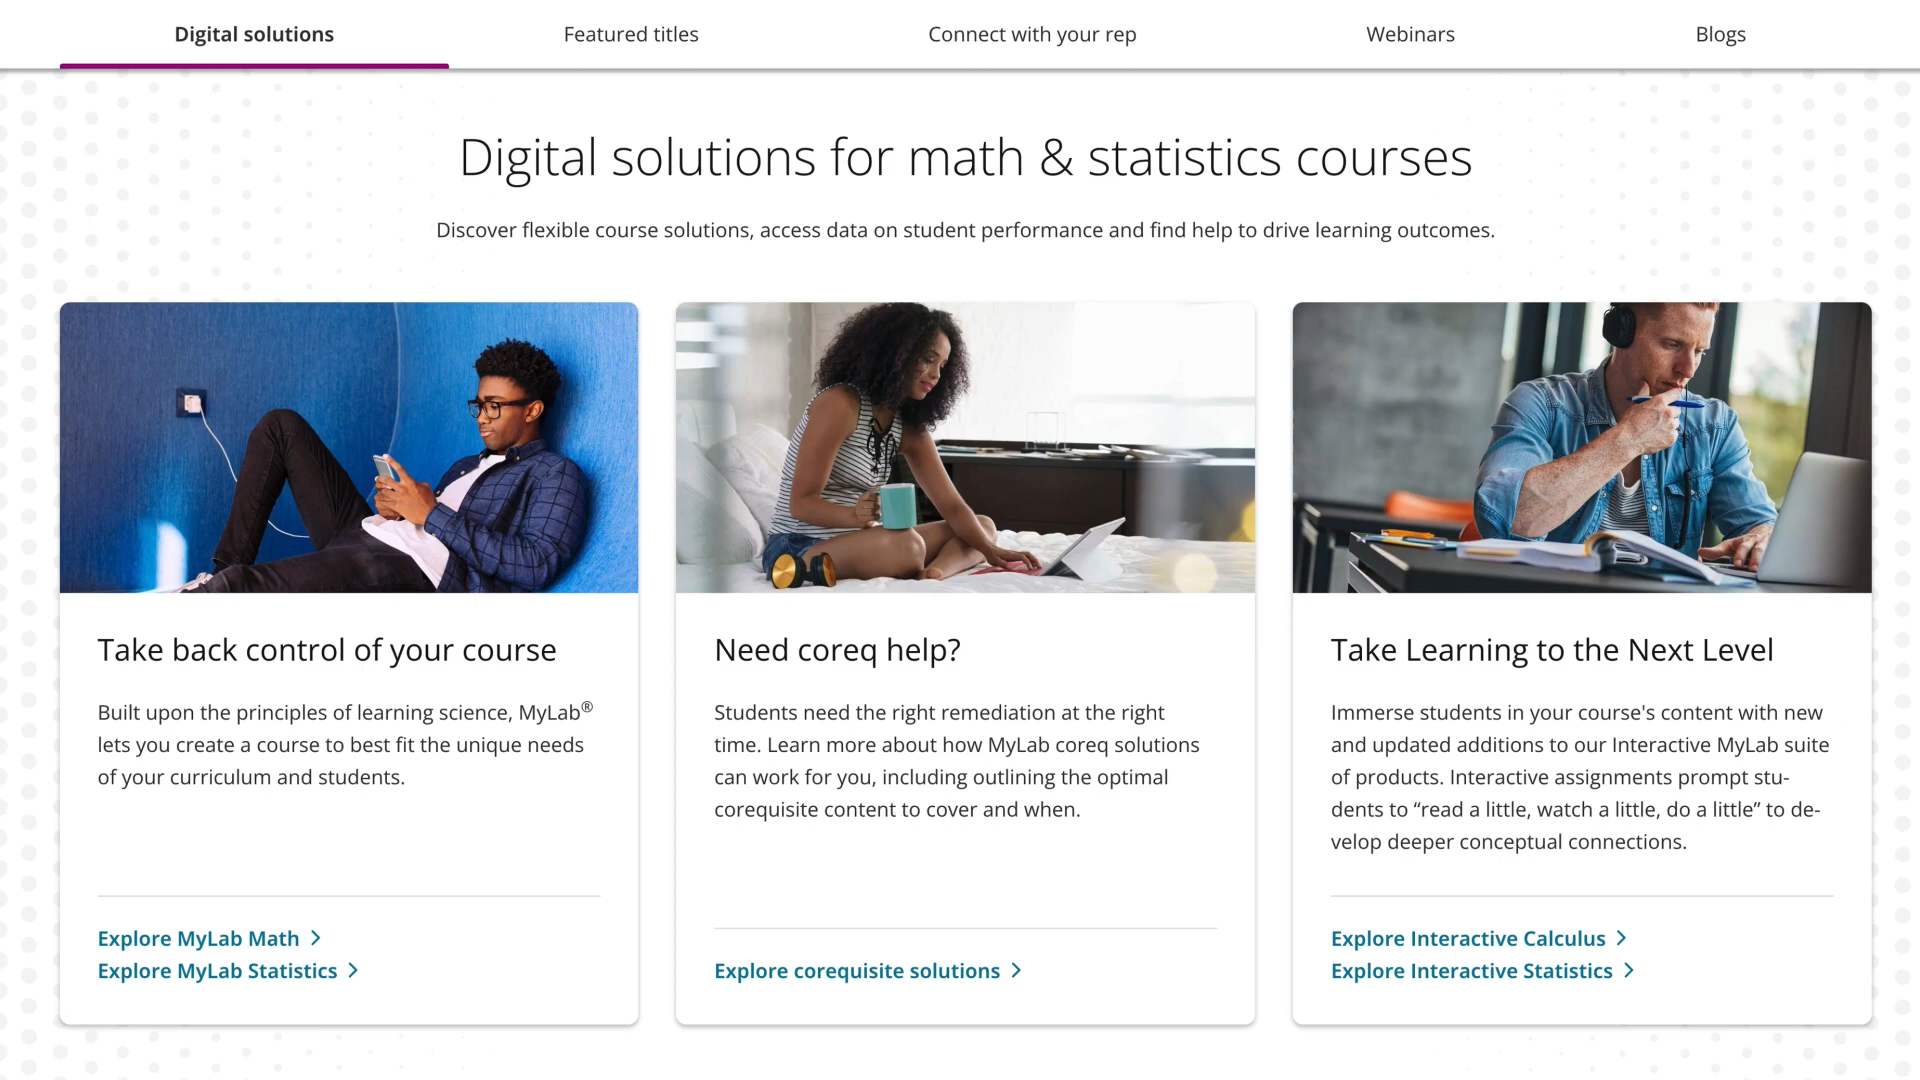 Digital solutions
Featured titles
Connect with your rep
Webinars
Blogs
Digital solutions for math & statistics courses
Discover flexible course solutions, access data on student performance and find help to drive learning outcomes.
Take back control of your course
Built upon the principles of learning science, MyLab®
lets you create a course to best fit the unique needs
of your curriculum and students.
Explore MyLab Math
Explore MyLab Statistics
Need coreq help?
Students need the right remediation at the right
time. Learn more about how MyLab coreq solutions
can work for you, including outlining the optimal
corequisite content to cover and when.
Explore corequisite solutions
Take Learning to the Next Level
Immerse students in your course's content with new
and updated additions to our Interactive MyLab suite
of products. Interactive assignments prompt stu-
dents to “read a little, watch a little, do a little” to de-
velop deeper conceptual connections.
Explore Interactive Calculus
Explore Interactive Statistics